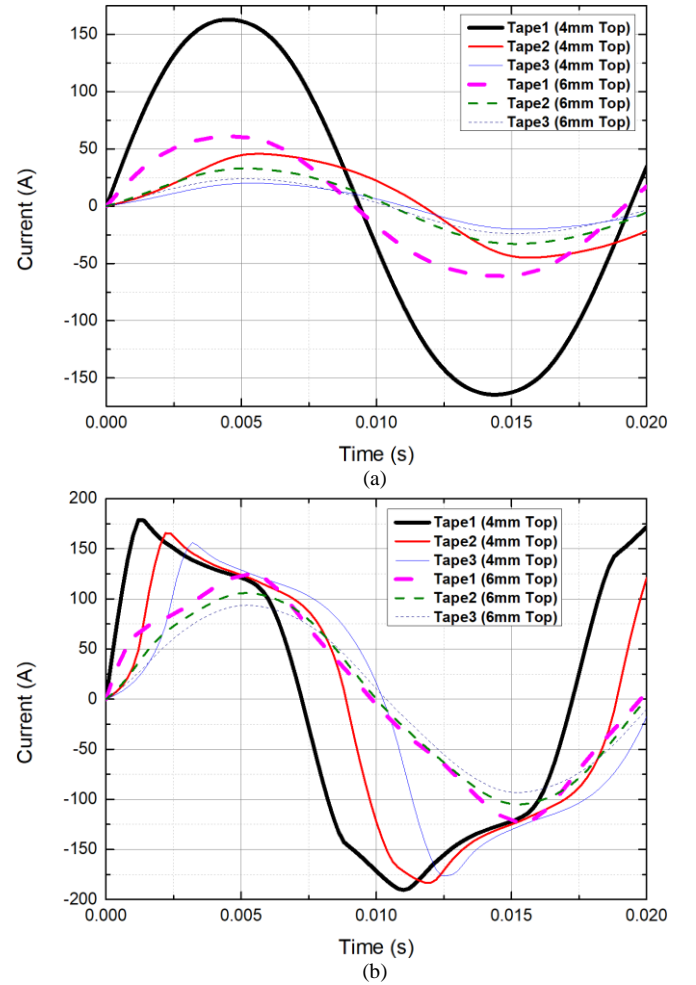 150
100
50
0
-50
-100
-150
Current (A)
Tape1 (4mm Top)
Tape2 (4mm Top)
Tape3 (4mm Top)
Tape1 (6mm Top)
Tape2 (6mm Top)
Tape3 (6mm Top)
0.000 0.005 0.010 0.015 0.020
Time (s)
(a)
200
150
100
50
0
-50
-100
-150
-200
Current (A)
Tape1 (4mm Top)
Tape2 (4mm Top)
Tape3 (4mm Top)
Tape1 (6mm Top)
Tape2 (6mm Top)
Tape3 (6mm Top)
0.000 0.005 0.010 0.015 0.020
Time (s)
(b)